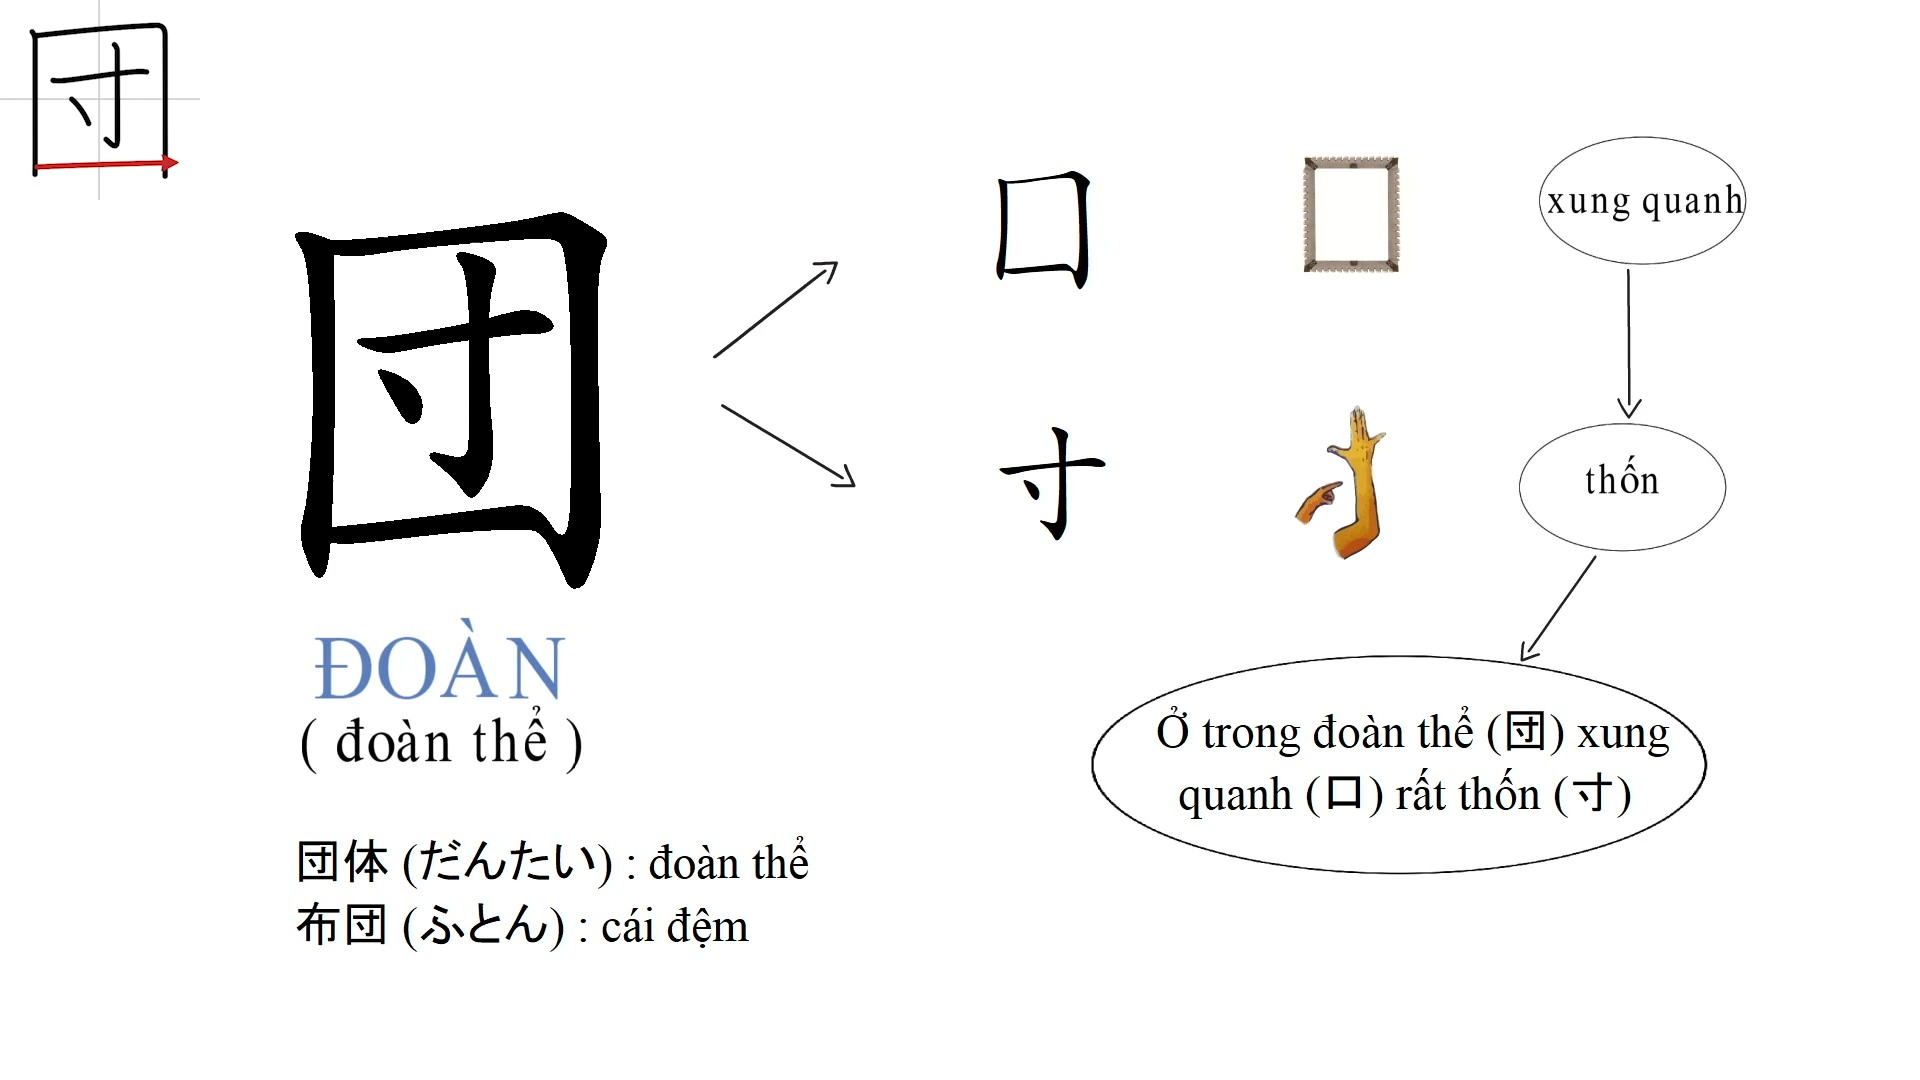 団
団
ĐOÀN
( đoàn thể )
団体 (だんたい) : đoàn thể
布団 (ふとん) : cái đệm
囗
xung quanh
寸
thốn
Ở trong đoàn thể (団) xung
quanh (口) rất thốn (寸)